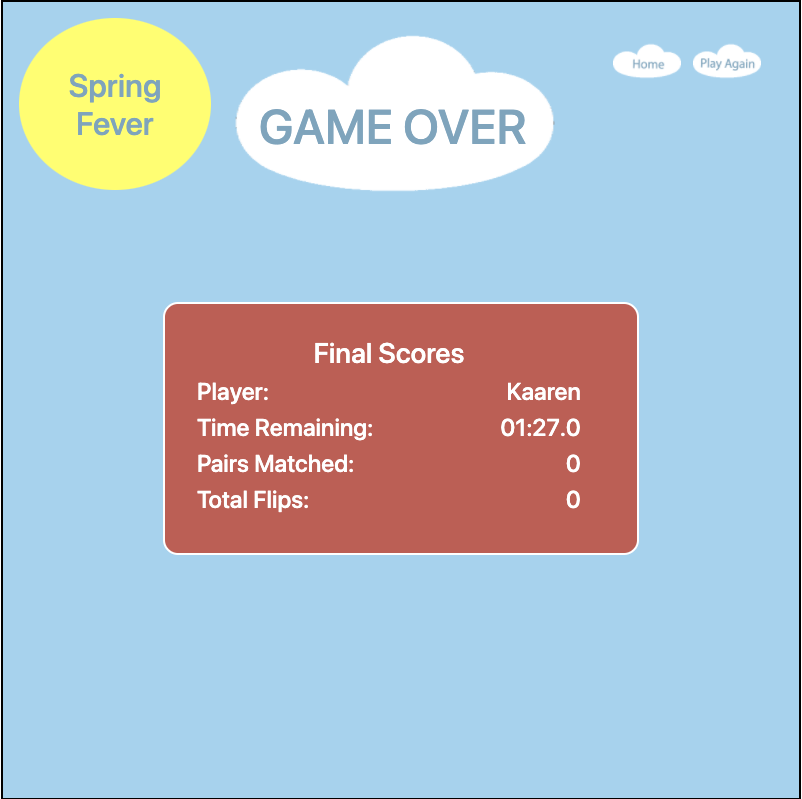 Spring
Fever
GAME OVER
Home
Play Again
Final Scores
Player: Kaaren
Time Remaining: 01:27.0
Pairs Matched: 0
Total Flips: 0